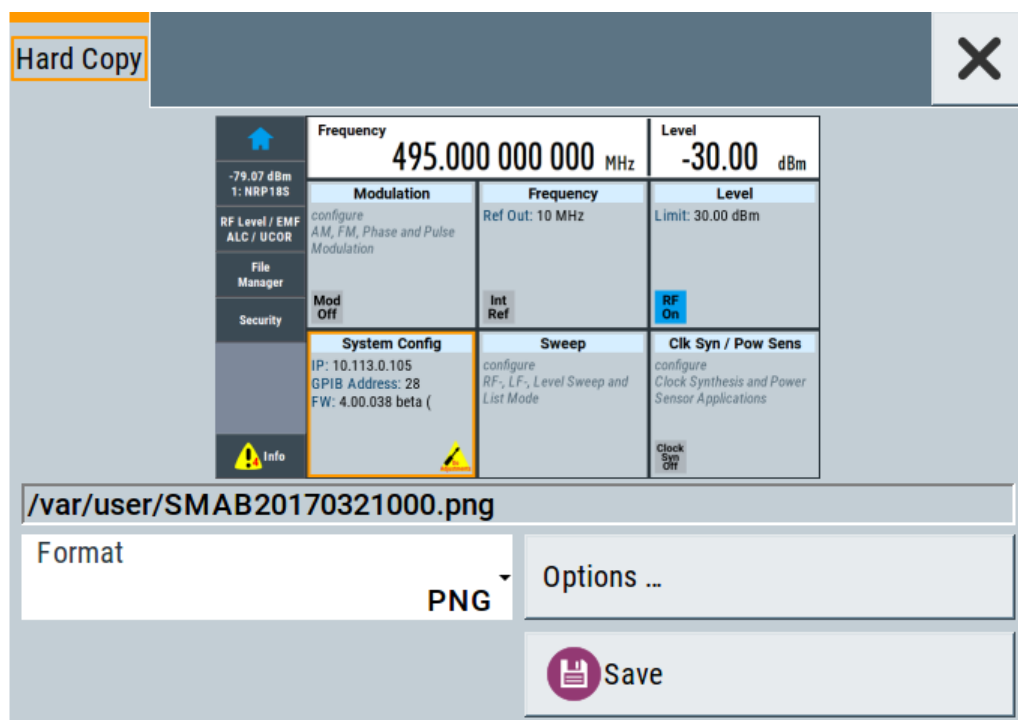 Hard Copy
Frequency
495.000 000 000 MHz
Level
-30.00 dBm
-79.07 dBm
1: NRP18S
RF Level / EMF
ALC / UCOR
File
Manager
Security
4 Info
Modulation
configure
AM, FM, Phase and Pulse
Modulation
Mod
Off
Frequency
Ref Out: 10 MHz
Int
Ref
Level
Limit: 30.00 dBm
RF
On
System Config
IP: 10.113.0.105
GPIB Address: 28
FW: 4.00.038 beta (
Sweep
configure
RF-, LF-, Level Sweep and
List Mode
Clk Syn / Pow Sens
configure
Clock Synthesis and Power
Sensor Applications
Clock
Syn
Off
/var/user/SMAB20170321000.png
Format
PNG
Options ...
Save